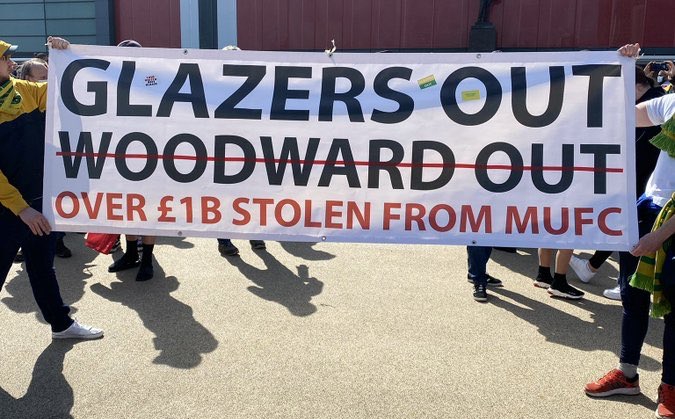 GLAZERS OUT
WOODWARD OUT
OVER £1B STOLEN FROM MUFC